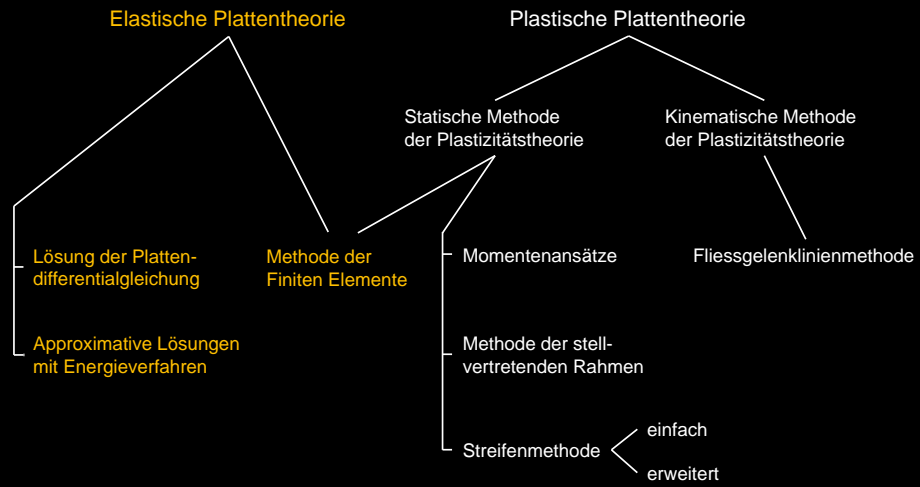 Elastische Plattentheorie
Plastische Plattentheorie
Statische Methode
der Plastizitätstheorie
Kinematische Methode
der Plastizitätstheorie
Lösung der Platten-
differentialgleichung
Methode der
Finiten Elemente
Momentenansätze
Fliessgelenklinienmethode
Approximative Lösungen
mit Energieverfahren
Methode der stell-
vertretenden Rahmen
Streifenmethode
einfach
erweitert